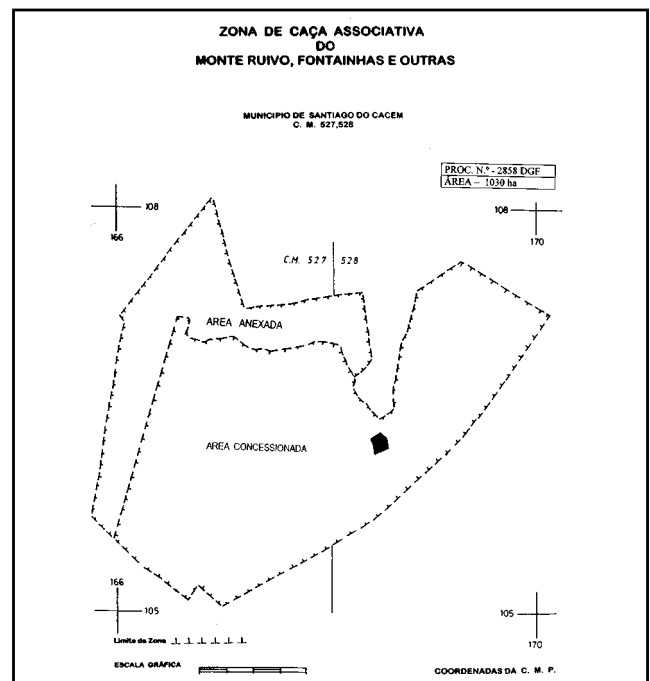 ZONA DE CAÇA ASSOCIATIVA
DO
MONTE RUIVO, FONTAINHAS E OUTRAS
MUNICIPIO DE SANTIAGO DO CACEM
C. M. 527,528
PROC. N.º - 2858 DGF
ÁREA – 1030 ha
108
166
108
170
C.M. 527 528
AREA ANEXADA
AREA CONCESSIONADA
166
105
105
170
Limite da Zona
ESCALA GRÁFICA
COORDENADAS DA C. M. P.